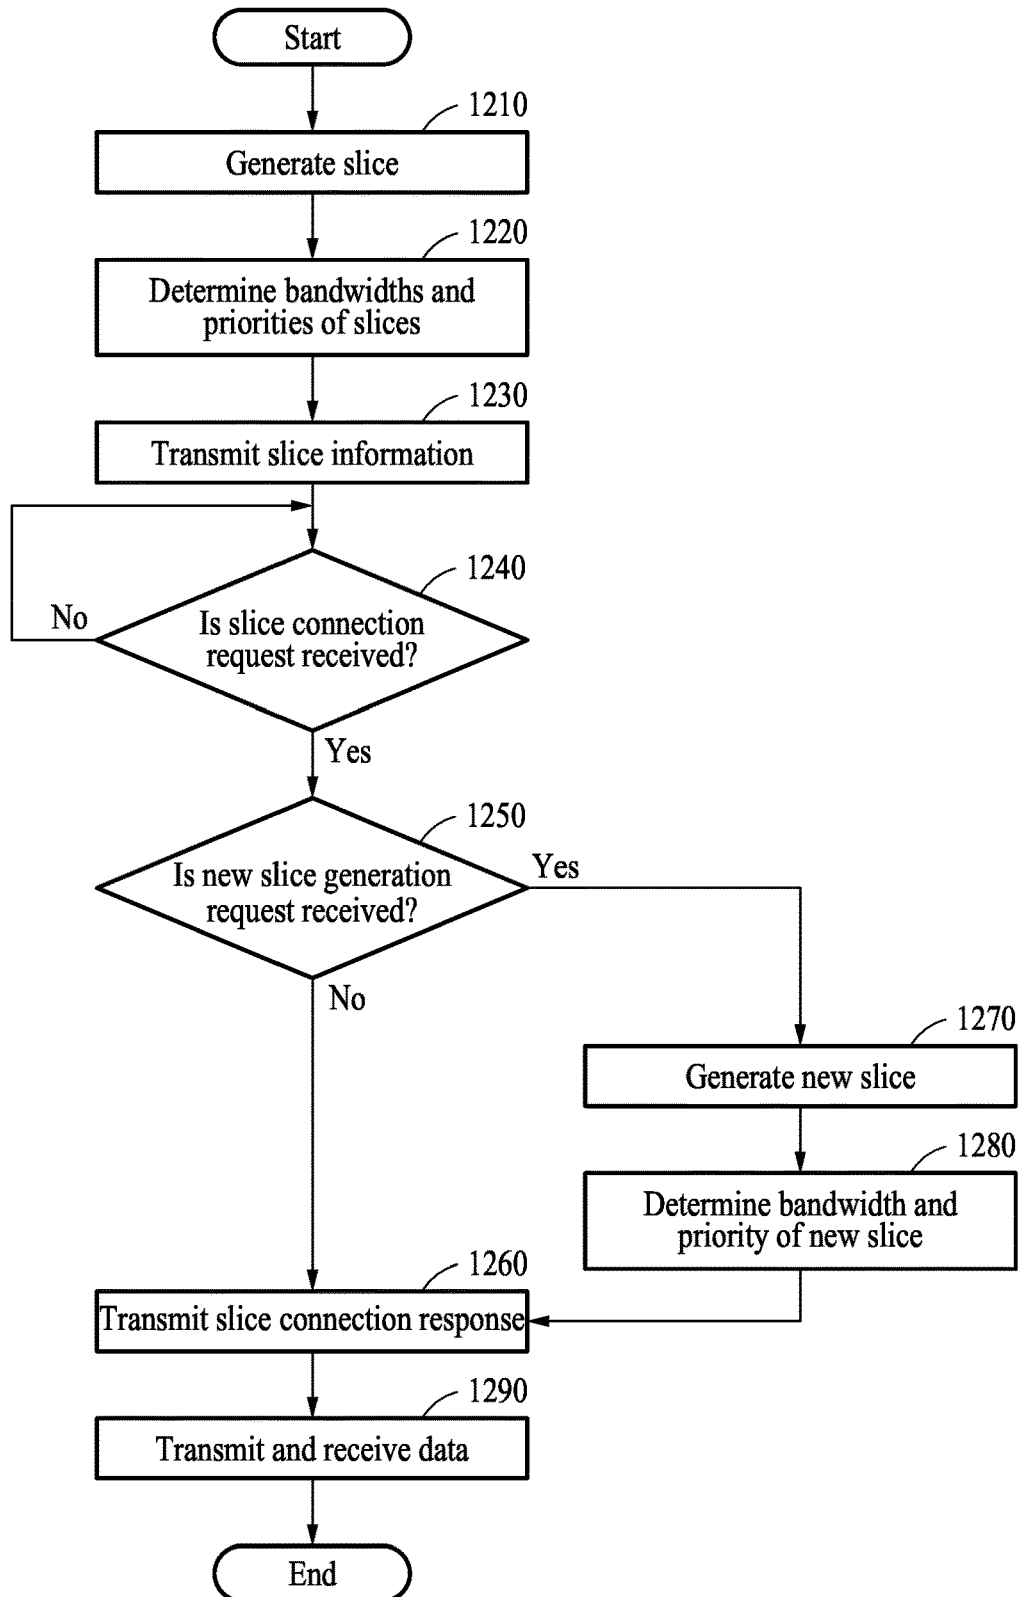 Start
1210
Generate slice
1220
Determine bandwidths and
priorities of slices
1230
Transmit slice information
1240
No
Is slice connection
request received?
Yes
1250
Is new slice generation
request received?
Yes
No
1270
Generate new slice
1280
Determine bandwidth and
priority of new slice
1260
Transmit slice connection response
1290
Transmit and receive data
End